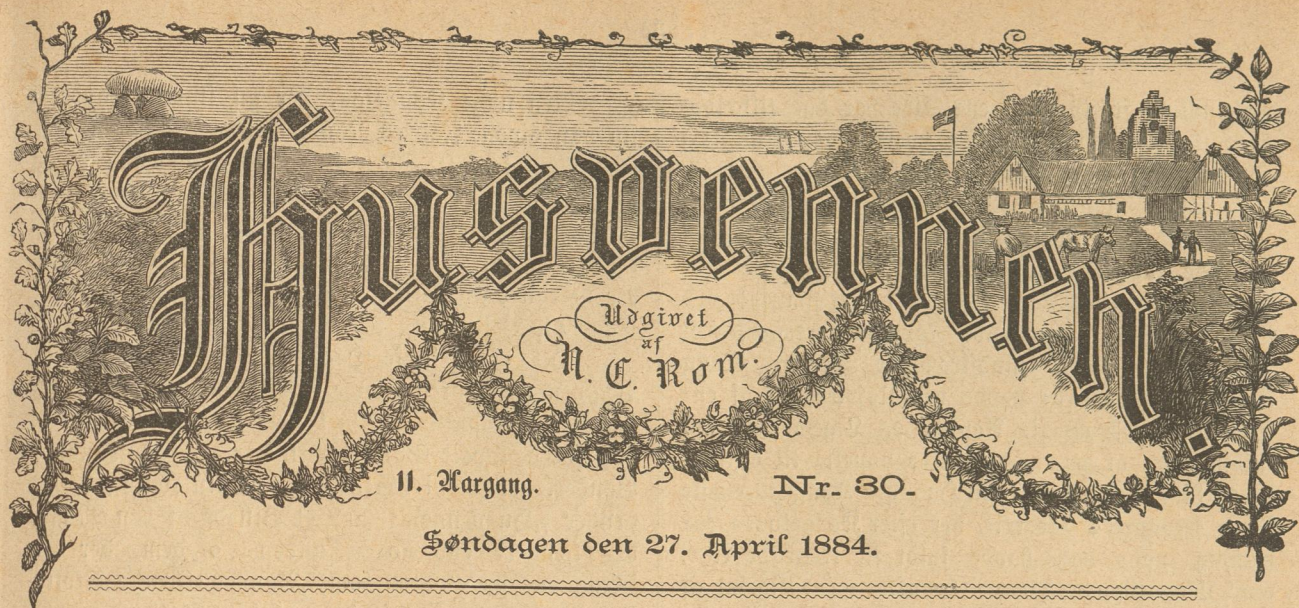 Husvennen.
Udgivet
af
N. C. Rom.
11. Aargang. Nr. 30.
Søndagen den 27. April 1884.